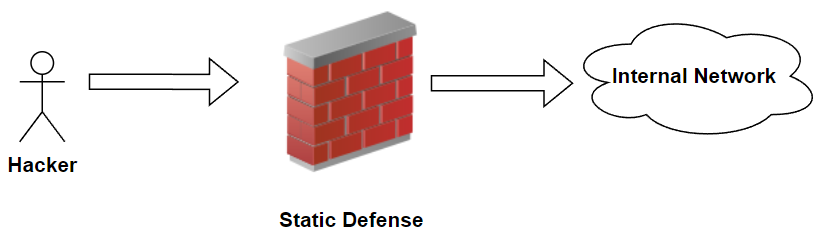 Internal Network
Hacker
Static Defense